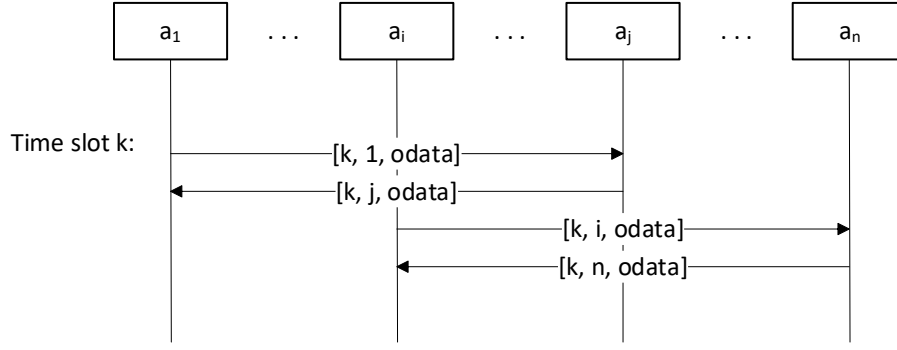 a₁ . . . aᵢ . . . aⱼ . . . aₙ
Time slot k:
[k, 1, odata]
[k, j, odata]
[k, i, odata]
[k, n, odata]